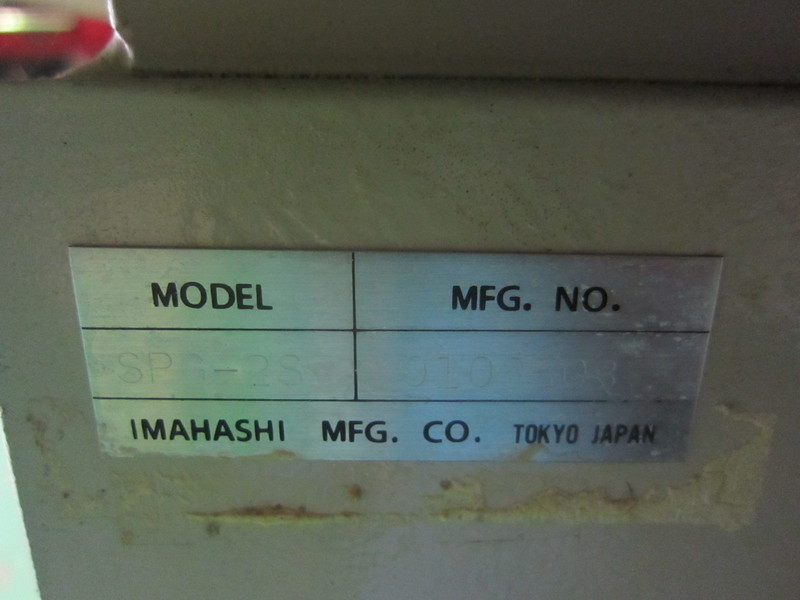 MODEL MFG. NO.
IMAHASHI MFG. CO. TOKYO JAPAN